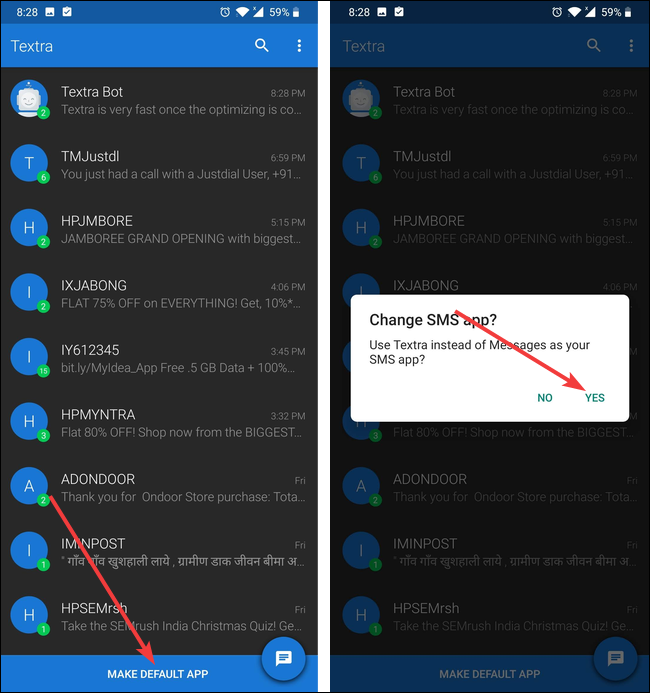 8:28
59%
Textra
Textra Bot
8:28 PM
2
Textra is very fast once the optimizing is co...
T
TMJustdl
6:59 PM
6
You just had a call with a Justdial User, +91...
H
HPJMBORE
5:15 PM
2
JAMBOREE GRAND OPENING with biggest...
I
IXJABONG
4:06 PM
2
FLAT 75% OFF on EVERYTHING! Get, 10%*...
I
IY612345
3:45 PM
15
bit.ly/MyIdea_App Free .5 GB Data + 100%...
H
HPMYNTRA
3:32 PM
3
Flat 80% OFF! Shop now from the BIGGEST...
A
ADONDOOR
Fri
2
Thank you for Ondoor Store purchase: Tota...
I
IMINPOST
Fri
1
" गाँव गाँव खुशहाली लाये , ग्रामीण डाक जीवन बीमा अ...
H
HPSEMrsh
Fri
1
Take the SEMrush India Christmas Quiz! Ge...
MAKE DEFAULT APP
8:28
59%
Textra
Textra Bot
8:28 PM
2
Textra is very fast once the optimizing is co...
T
TMJustdl
6:59 PM
6
You just had a call with a Justdial User, +91...
H
HPJMBORE
5:15 PM
2
JAMBOREE GRAND OPENING with biggest...
I
IXJABONG
4:06 PM
Change SMS app?
Use Textra instead of Messages as your
SMS app?
NO
YES
3
Flat 80% OFF! Shop now from the BIGGEST...
A
ADONDOOR
Fri
2
Thank you for Ondoor Store purchase: Tota...
I
IMINPOST
Fri
1
" गाँव गाँव खुशहाली लाये , ग्रामीण डाक जीवन बीमा अ...
H
HPSEMrsh
Fri
1
Take the SEMrush India Christmas Quiz! Ge...
MAKE DEFAULT APP